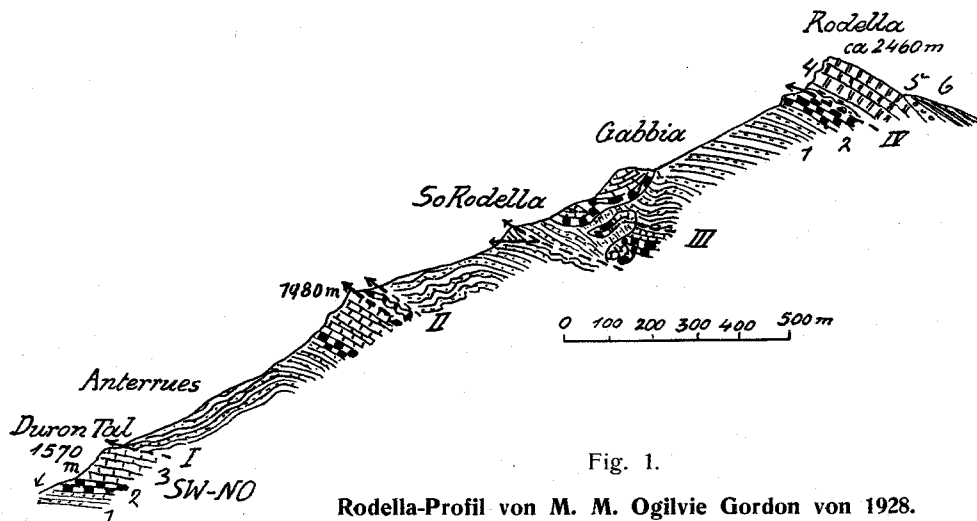 Rodella
ca 2460 m
4
5
6
Gabbia
1
2
IV
So Rodella
III
1980 m
II
0 100 200 300 400 500 m
Anterrues
Duron Tal
1570
m
I
3 SW-NO
2
1
Fig. 1.
Rodella-Profil von M. M. Ogilvie Gordon von 1928.